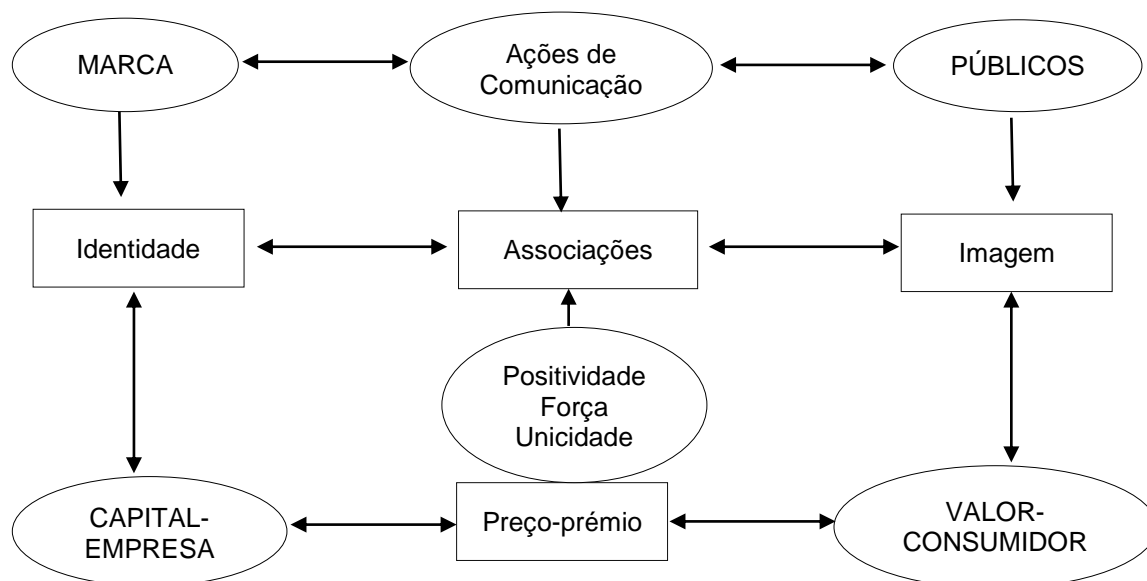 MARCA
Ações de
Comunicação
PÚBLICOS
Identidade
Associações
Imagem
Positividade
Força
Unicidade
CAPITAL-
EMPRESA
Preço-prémio
VALOR-
CONSUMIDOR